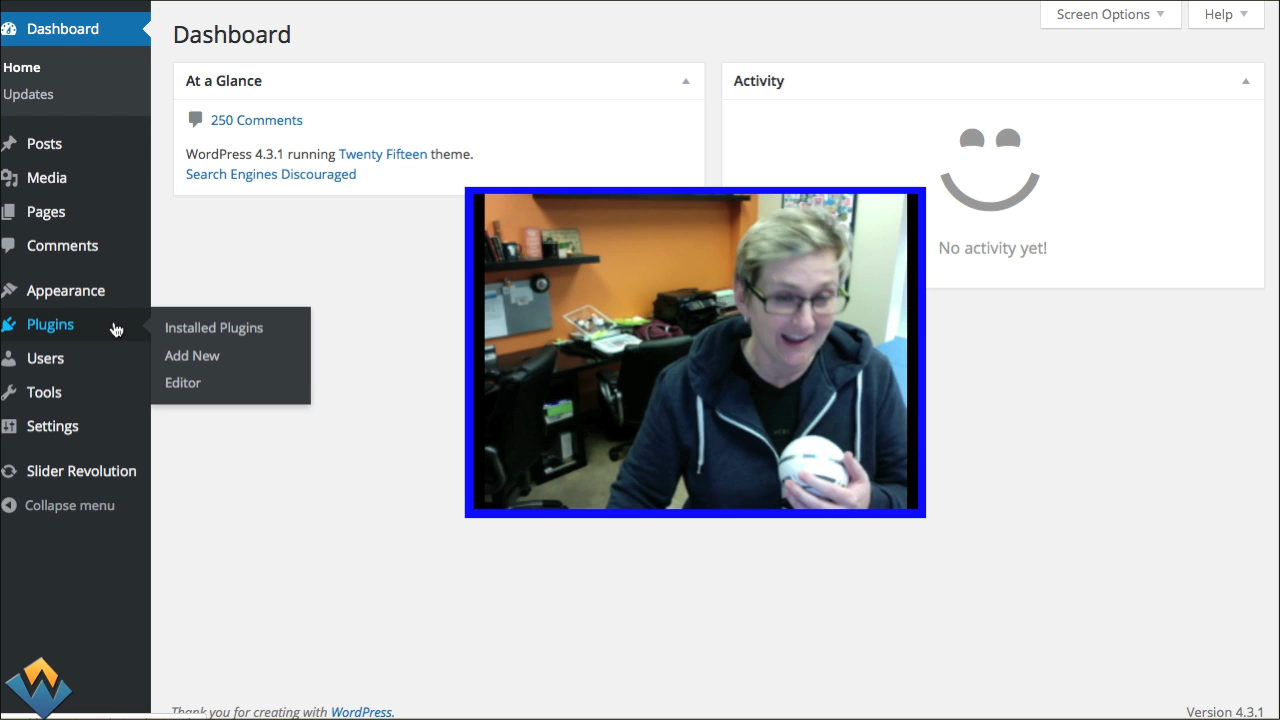 Dashboard
Home
Updates
Posts
Media
Pages
Comments
Appearance
Plugins
Users
Tools
Settings
Slider Revolution
Collapse menu
Installed Plugins
Add New
Editor
Screen Options
Help
Dashboard
At a Glance
250 Comments
WordPress 4.3.1 running Twenty Fifteen theme.
Search Engines Discouraged
Activity
No activity yet!
Thank you for creating with WordPress.
Version 4.3.1